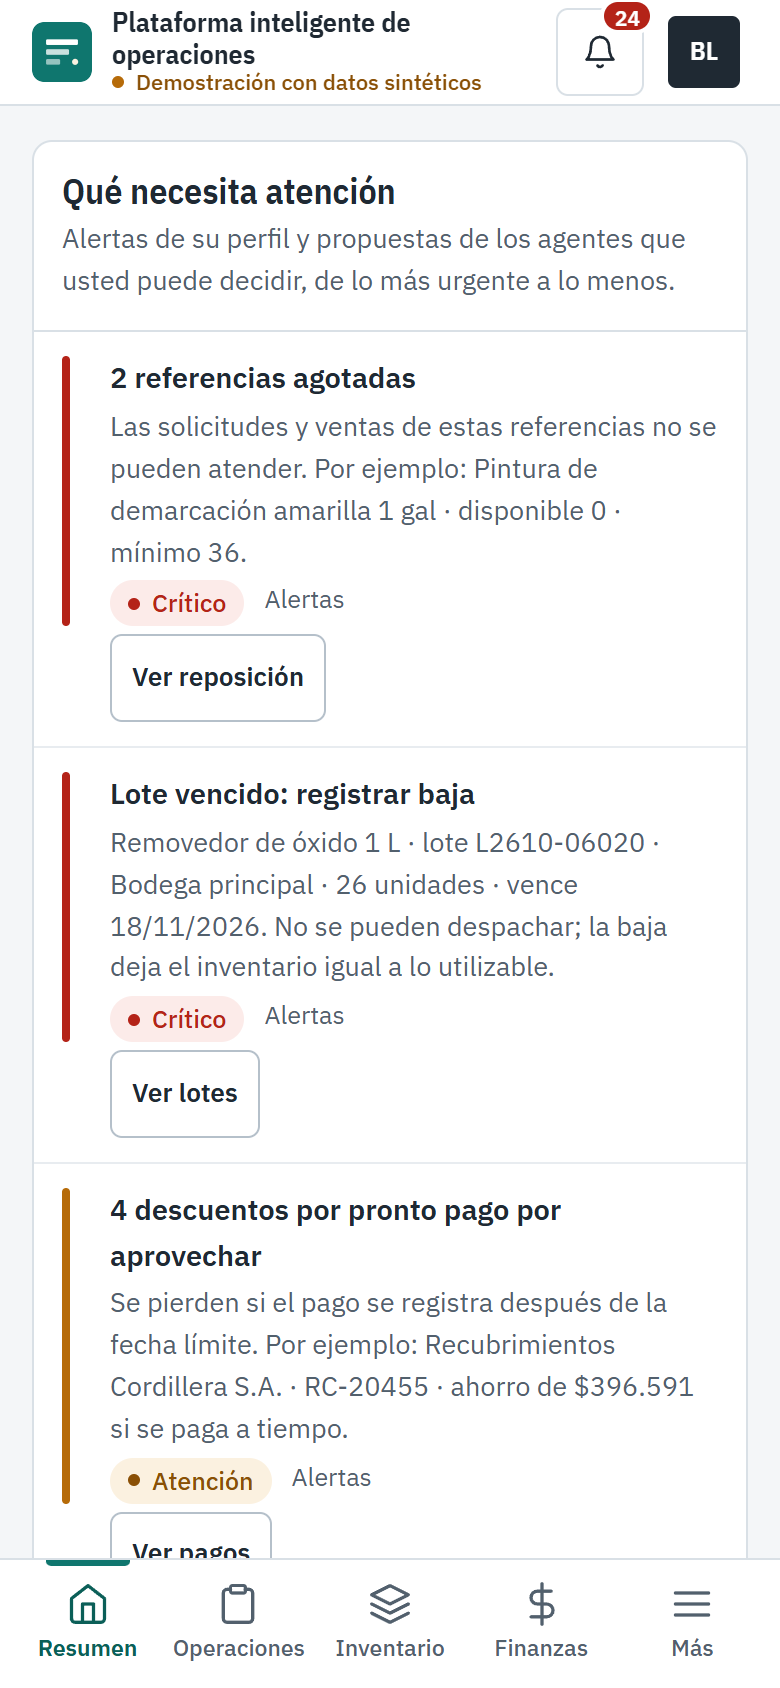 Plataforma inteligente de
operaciones
Demostración con datos sintéticos
24
BL
Qué necesita atención
Alertas de su perfil y propuestas de los agentes que
usted puede decidir, de lo más urgente a lo menos.
2 referencias agotadas
Las solicitudes y ventas de estas referencias no se
pueden atender. Por ejemplo: Pintura de
demarcación amarilla 1 gal · disponible 0 ·
mínimo 36.
Crítico Alertas
Ver reposición
Lote vencido: registrar baja
Removedor de óxido 1 L · lote L2610-06020 ·
Bodega principal · 26 unidades · vence
18/11/2026. No se pueden despachar; la baja
deja el inventario igual a lo utilizable.
Crítico Alertas
Ver lotes
4 descuentos por pronto pago por
aprovechar
Se pierden si el pago se registra después de la
fecha límite. Por ejemplo: Recubrimientos
Cordillera S.A. · RC-20455 · ahorro de $396.591
si se paga a tiempo.
Atención Alertas
Ver pagos
Resumen Operaciones Inventario Finanzas Más